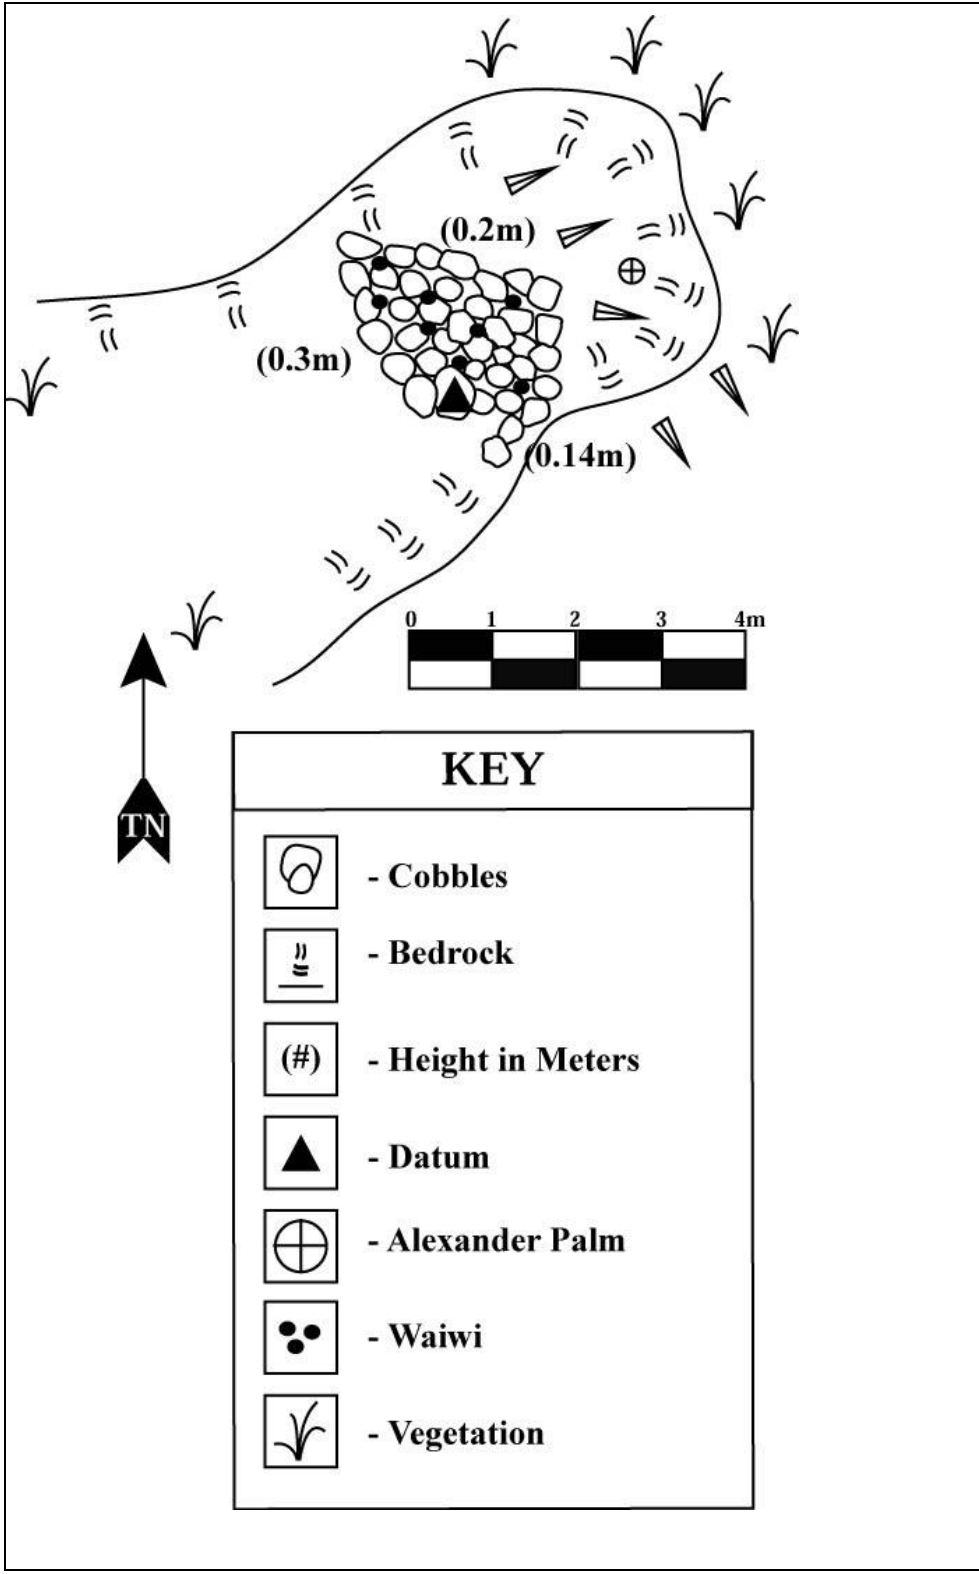 (0.2m)
(0.3m)
(0.14m)
0 1 2 3 4m
TN
KEY
- Cobbles
- Bedrock
(#) - Height in Meters
- Datum
- Alexander Palm
- Waiwi
- Vegetation